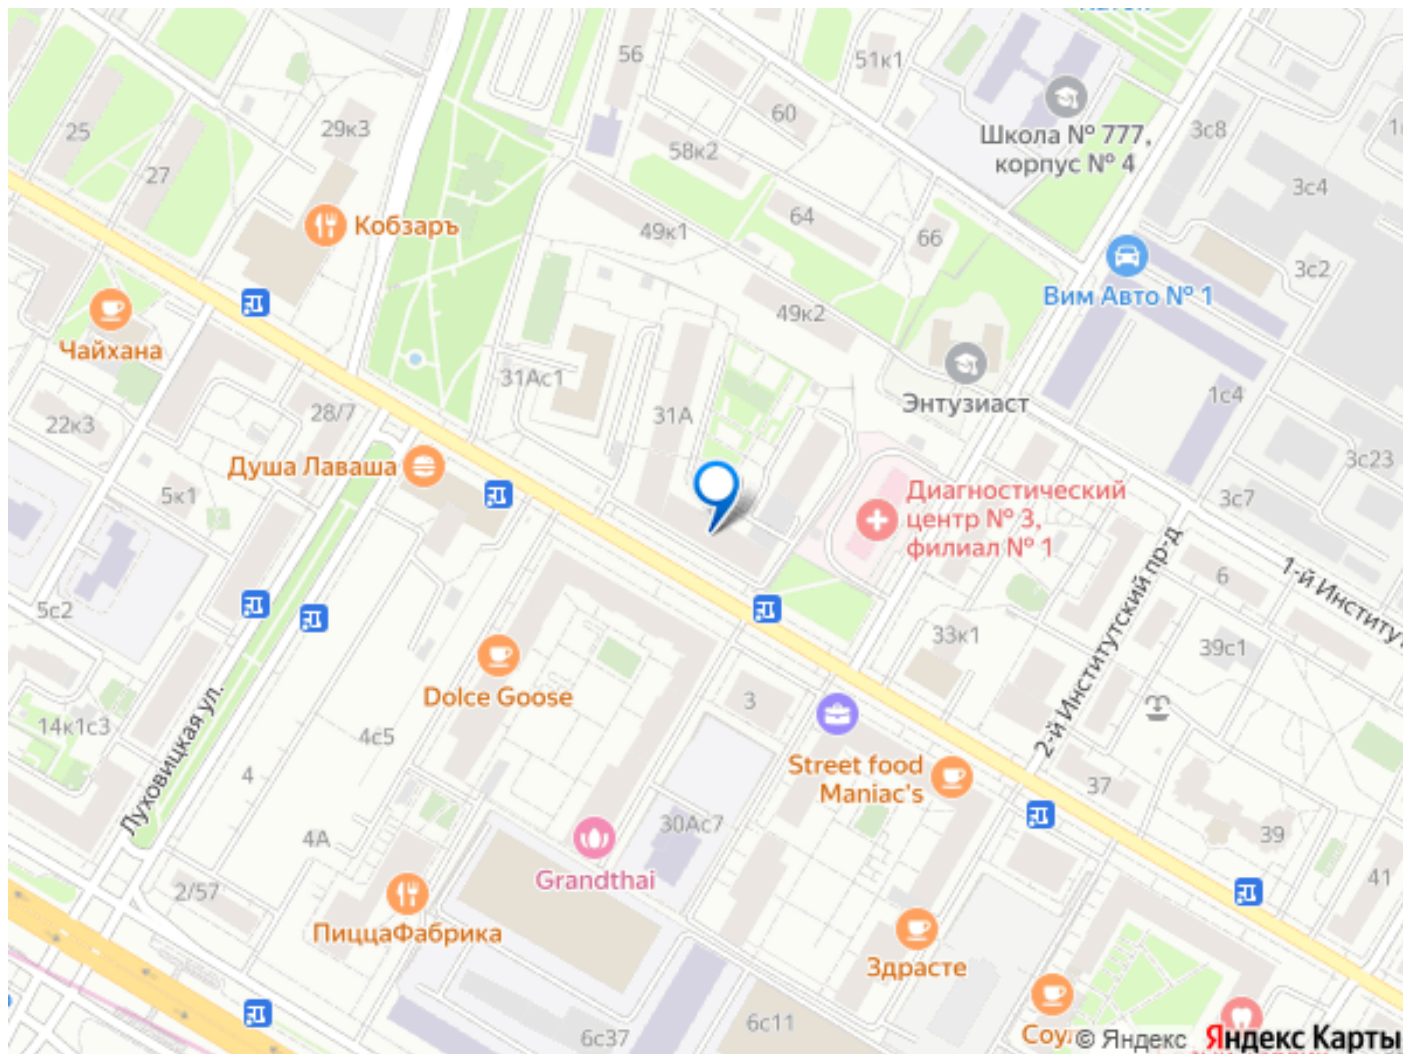 56
51к1
25
29к3
60
Школа № 777,
корпус № 4
3с8
58к2
27
3с4
Кобзаръ
64
49к1
66
3с2
Вим Авто № 1
49к2
Чайхана
31Ас1
Энтузиаст
1с4
28/7
31А
22к3
3с23
Душа Лаваша
5к1
Диагностический
центр № 3,
филиал № 1
3с7
6
1-й Институт
2-й Институтский пр-д
5с2
33к1
39с1
Dolce Goose
3
14к1с3
Луховицкая ул.
4с5
4
Street food
Maniac's
37
30Ас7
4А
39
Grandthai
41
2/57
ПиццаФабрика
Здрасте
6с37
6с11
Соул
© Яндекс Яндекс Карты